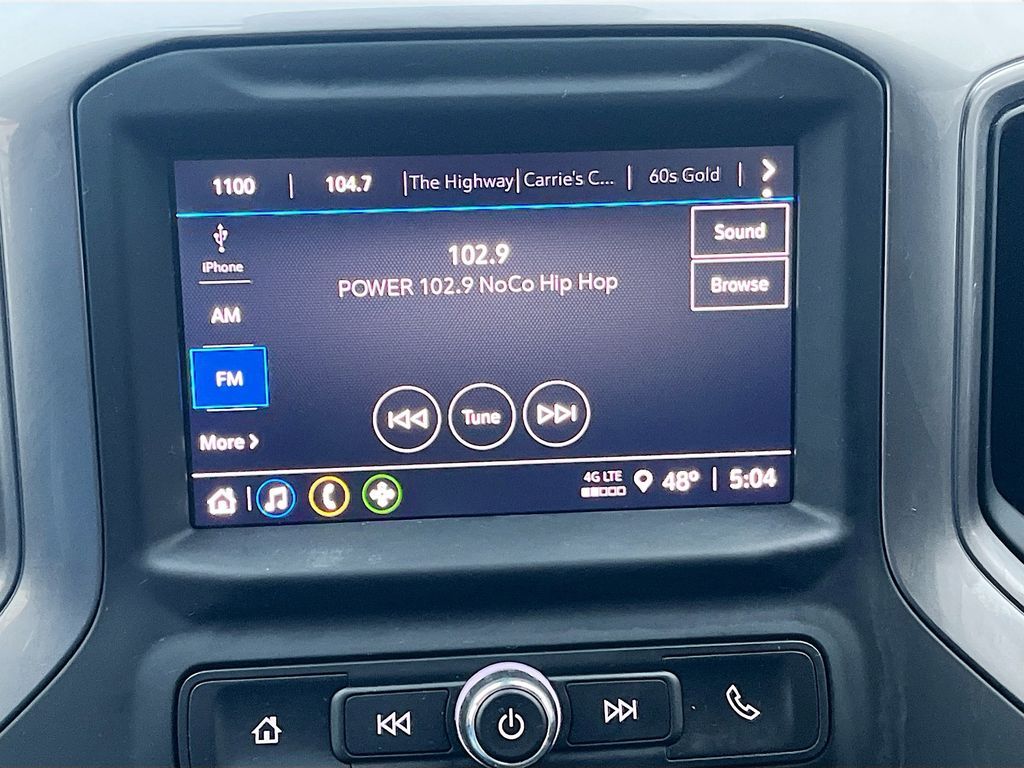 1100 | 104.7 | The Highway | Carrie's C... | 60s Gold |
iPhone
AM
FM
More
102.9
POWER 102.9 NoCo Hip Hop
Sound
Browse
Tune
4G LTE
48° | 5:04